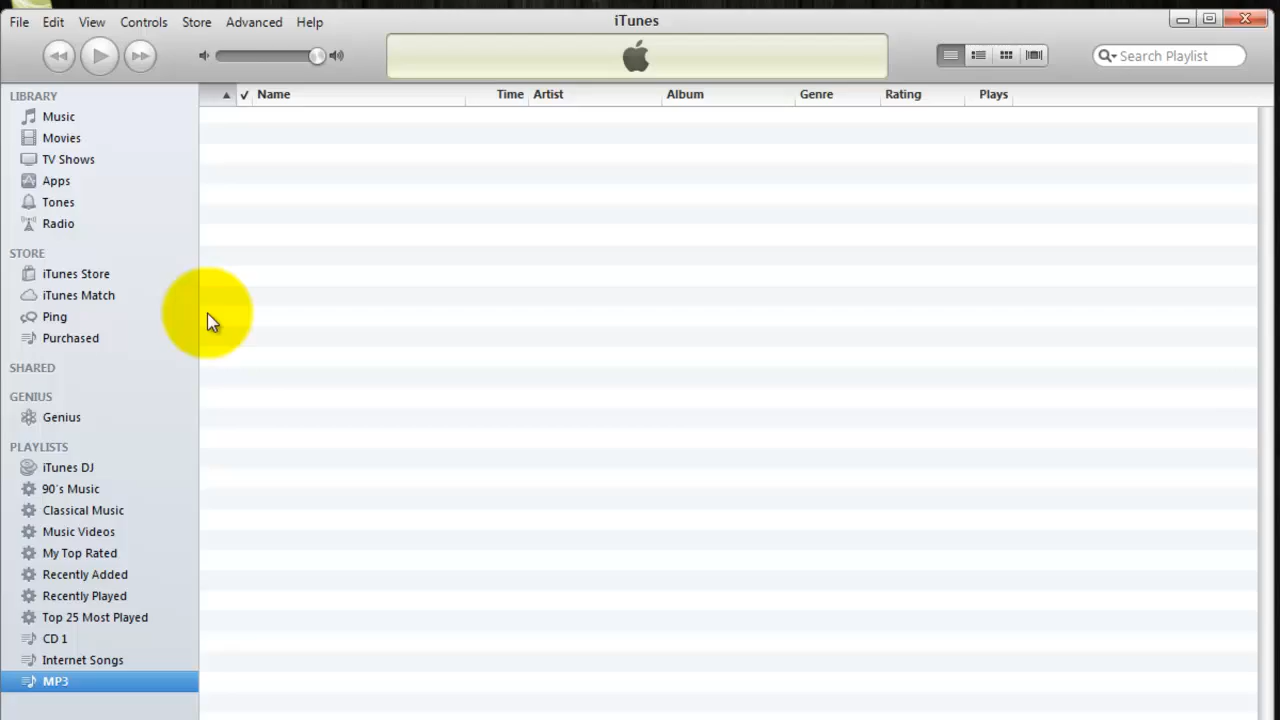 iTunes
File Edit View Controls Store Advanced Help
Search Playlist
Name Time Artist Album Genre Rating Plays
LIBRARY
Music
Movies
TV Shows
Apps
Tones
Radio
STORE
iTunes Store
iTunes Match
Ping
Purchased
SHARED
GENIUS
Genius
PLAYLISTS
iTunes DJ
90's Music
Classical Music
Music Videos
My Top Rated
Recently Added
Recently Played
Top 25 Most Played
CD 1
Internet Songs
MP3